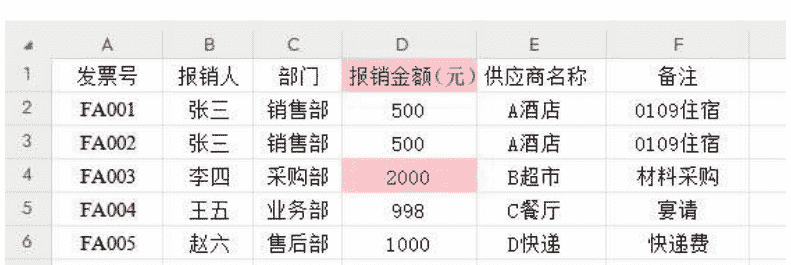 A B C D E F
1 发票号 报销人 部门 报销金额(元) 供应商名称 备注
2 FA001 张三 销售部 500 A酒店 0109住宿
3 FA002 张三 销售部 500 A酒店 0109住宿
4 FA003 李四 采购部 2000 B超市 材料采购
5 FA004 王五 业务部 998 C餐厅 宴请
6 FA005 赵六 售后部 1000 D快递 快递费